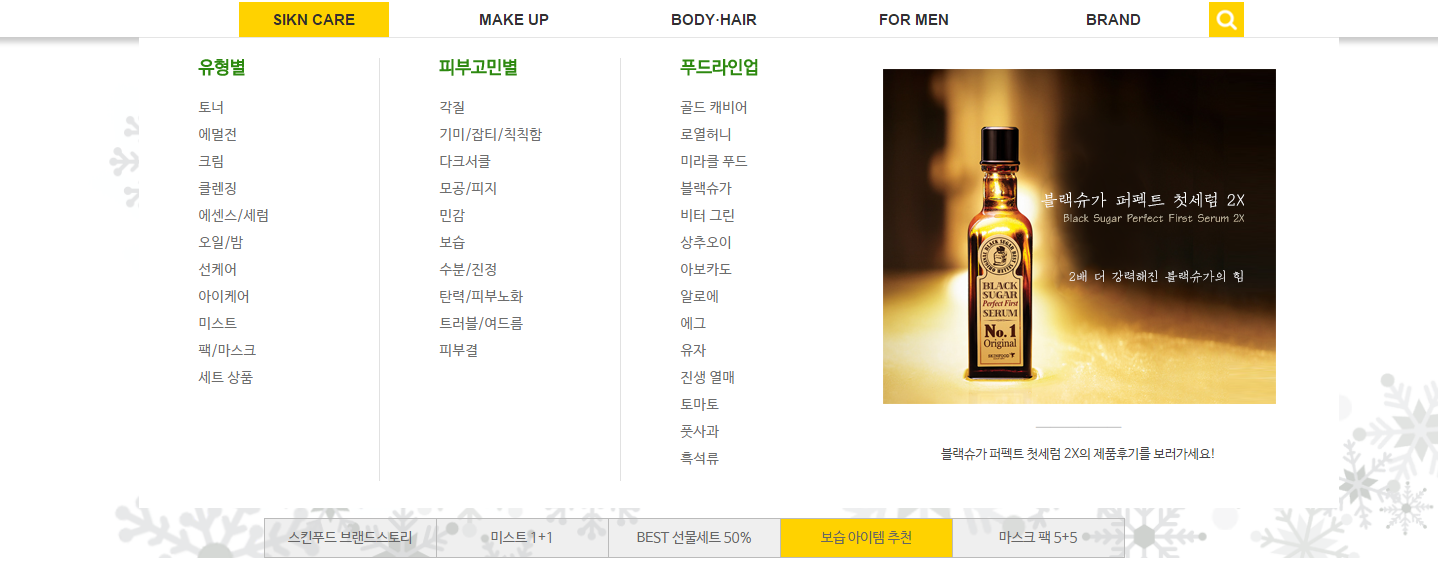 SIKN CARE
MAKE UP
BODY·HAIR
FOR MEN
BRAND
유형별
토너
에멀전
크림
클렌징
에센스/세럼
오일/밤
선케어
아이케어
미스트
팩/마스크
세트 상품
피부고민별
각질
기미/잡티/칙칙함
다크서클
모공/피지
민감
보습
수분/진정
탄력/피부노화
트러블/여드름
피부결
푸드라인업
골드 캐비어
로열허니
미라클 푸드
블랙슈가
비터 그린
상추오이
아보카도
알로에
에그
유자
진생 열매
토마토
풋사과
흑석류
블랙슈가 퍼펙트 첫세럼 2X
Black Sugar Perfect First Serum 2X
2배 더 강력해진 블랙슈가의 힘
BLACK
SUGAR
Perfect First
SERUM
No.1
Original
SKINFOOD
블랙슈가 퍼펙트 첫세럼 2X의 제품후기를 보러가세요!
스킨푸드 브랜드스토리
미스트 1+1
BEST 선물세트 50%
보습 아이템 추천
마스크 팩 5+5